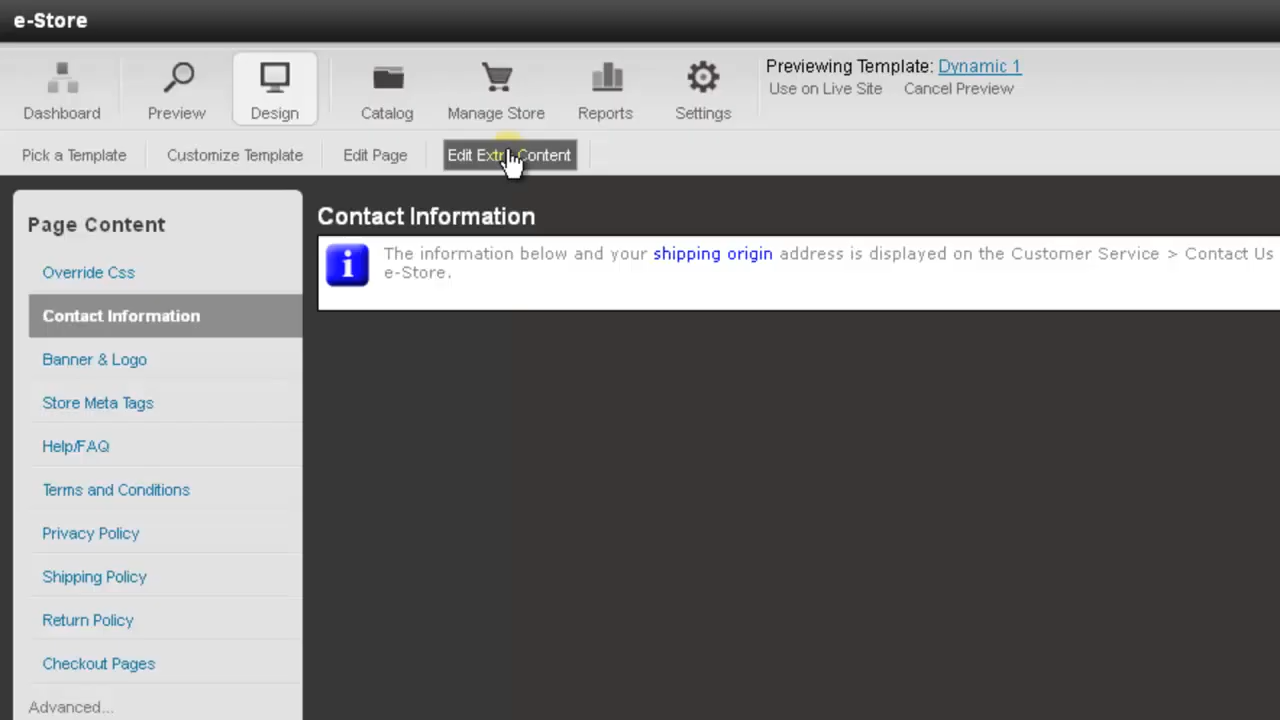 e-Store
Dashboard Preview Design Catalog Manage Store Reports Settings
Previewing Template: Dynamic 1
Use on Live Site Cancel Preview
Pick a Template Customize Template Edit Page Edit Extra Content
Page Content
Override Css
Contact Information
Banner & Logo
Store Meta Tags
Help/FAQ
Terms and Conditions
Privacy Policy
Shipping Policy
Return Policy
Checkout Pages
Advanced...
Contact Information
The information below and your shipping origin address is displayed on the Customer Service > Contact Us
e-Store.